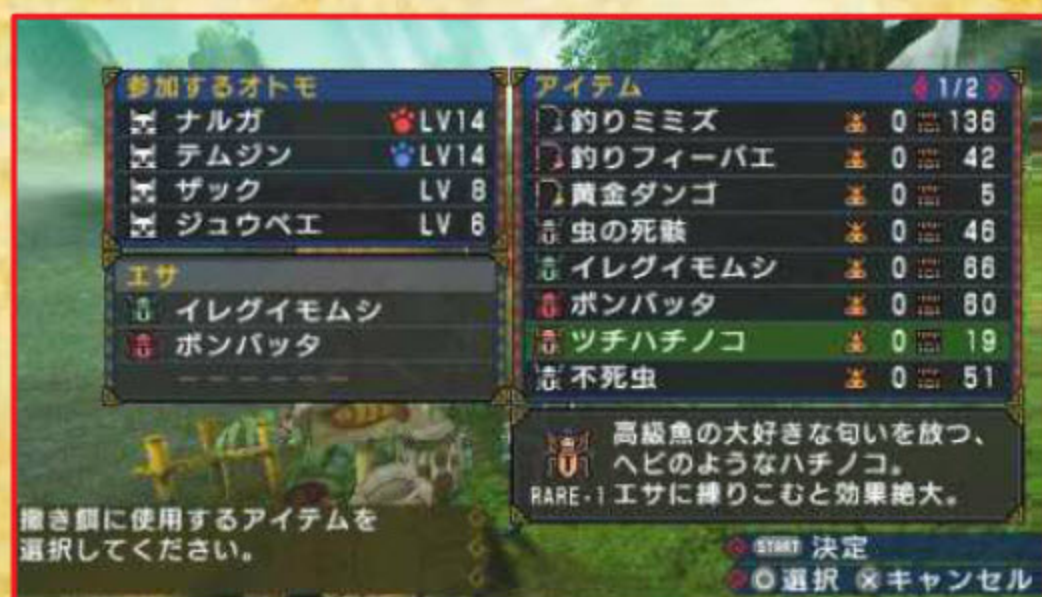 参加するオトモ
ナルガ LV14
テムジン LV14
ザック LV 8
ジュウベエ LV 6
エサ
イレグイモムシ
ボンバッタ
－－－－－－
アイテム 1/2
釣りミミズ 0 136
釣りフィーバエ 0 42
黄金ダンゴ 0 5
虫の死骸 0 46
イレグイモムシ 0 66
ボンバッタ 0 60
ツチハチノコ 0 19
不死虫 0 51
高級魚の大好きな匂いを放つ、
ヘビのようなハチノコ。
RARE-1 エサに練りこむと効果絶大。
撒き餌に使用するアイテムを
選択してください。
START 決定
○選択 ×キャンセル